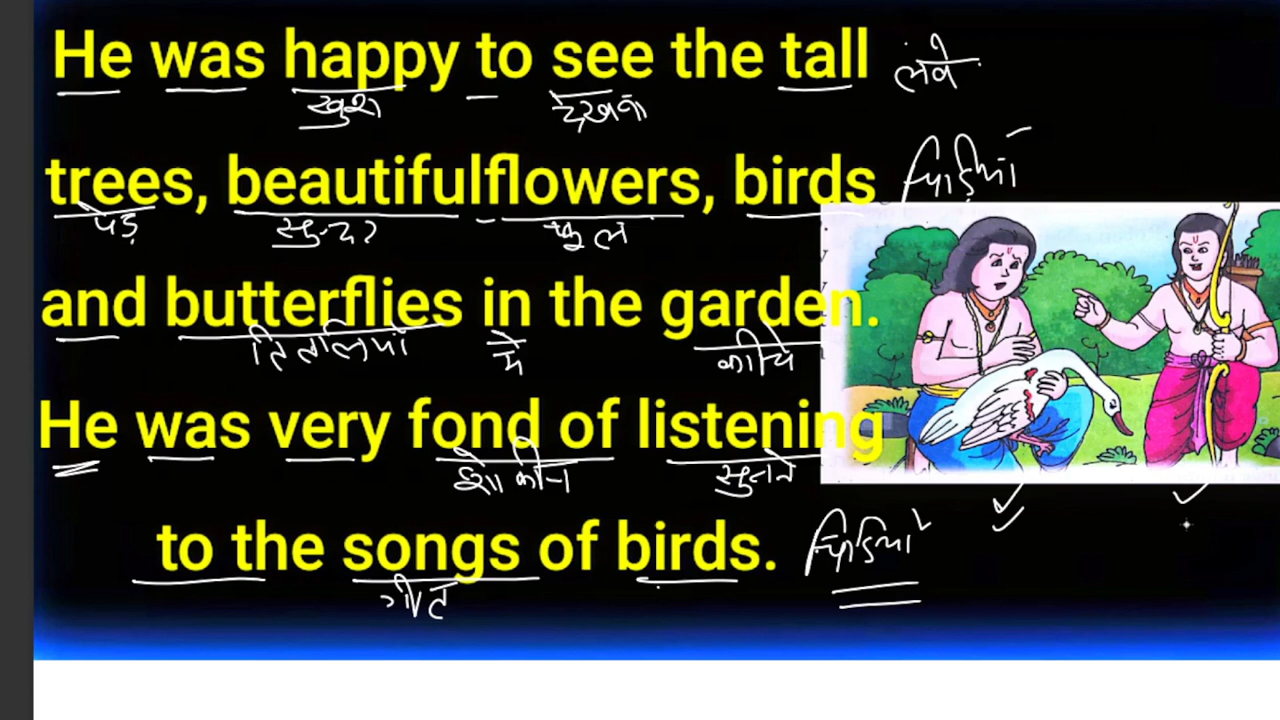 He was happy to see the tall लंवे
खुश देखना
trees, beautifulflowers, birds चिड़ियाँ
पेड़ सुन्दर फूल
and butterflies in the garden.
तितलियां मे बगीचे
He was very fond of listening
शौकीन सुनने
to the songs of birds. चिडियों
गीत